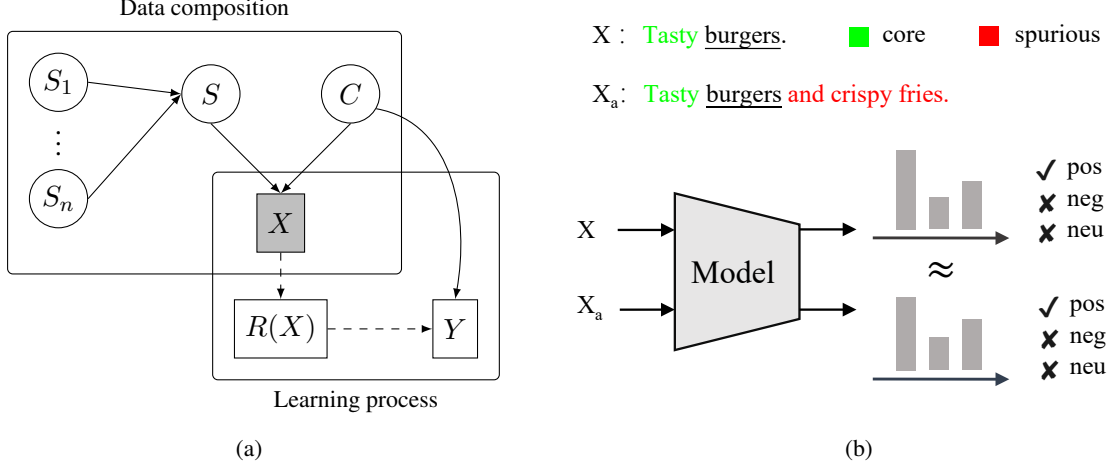 Data composition
S₁
⋮
Sₙ
S
C
X
R(X)
Y
Learning process
(a)
X : Tasty burgers. core spurious
Xₐ: Tasty burgers and crispy fries.
X
Xₐ
Model
✓ pos
✘ neg
✘ neu
≈
✓ pos
✘ neg
✘ neu
(b)